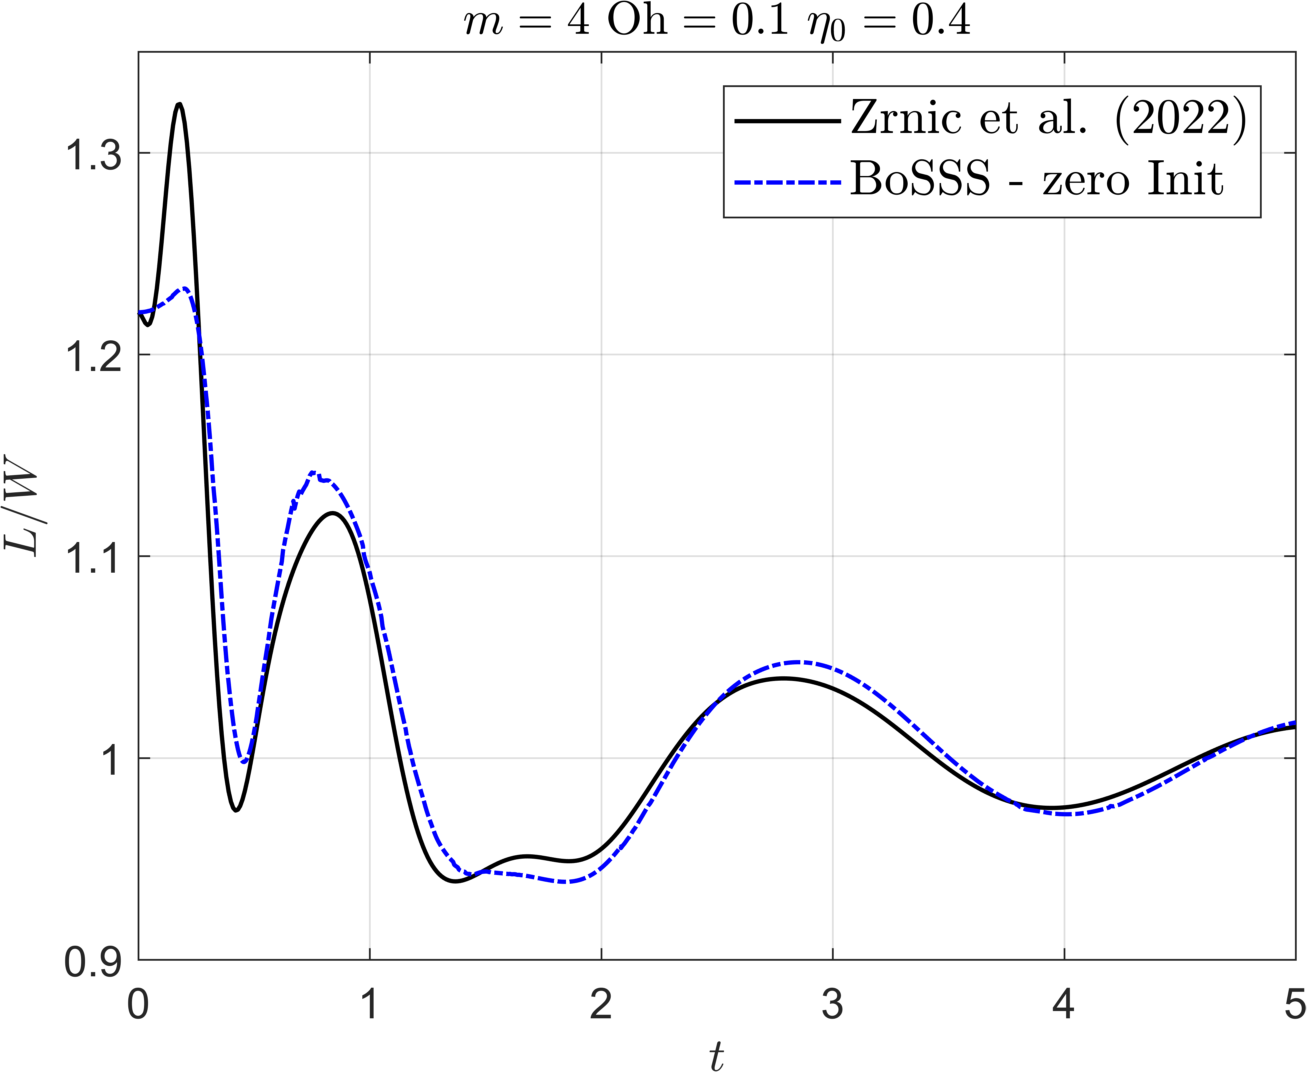 m = 4 Oh = 0.1 η₀ = 0.4
Zrnic et al. (2022)
BoSSS - zero Init
L/W
1.3
1.2
1.1
1
0.9
0 1 2 3 4 5
t